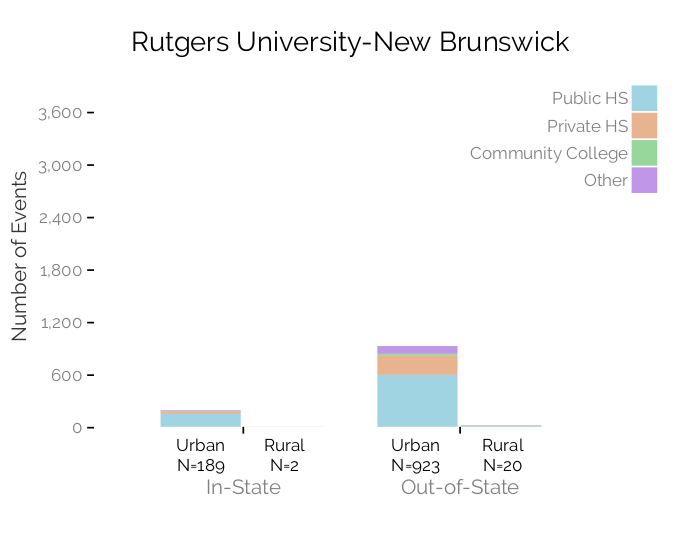 Rutgers University-New Brunswick
Public HS
Private HS
Community College
Other
Number of Events
3,600
3,000
2,400
1,800
1,200
600
0
Urban Rural Urban Rural
N=189 N=2 N=923 N=20
In-State Out-of-State